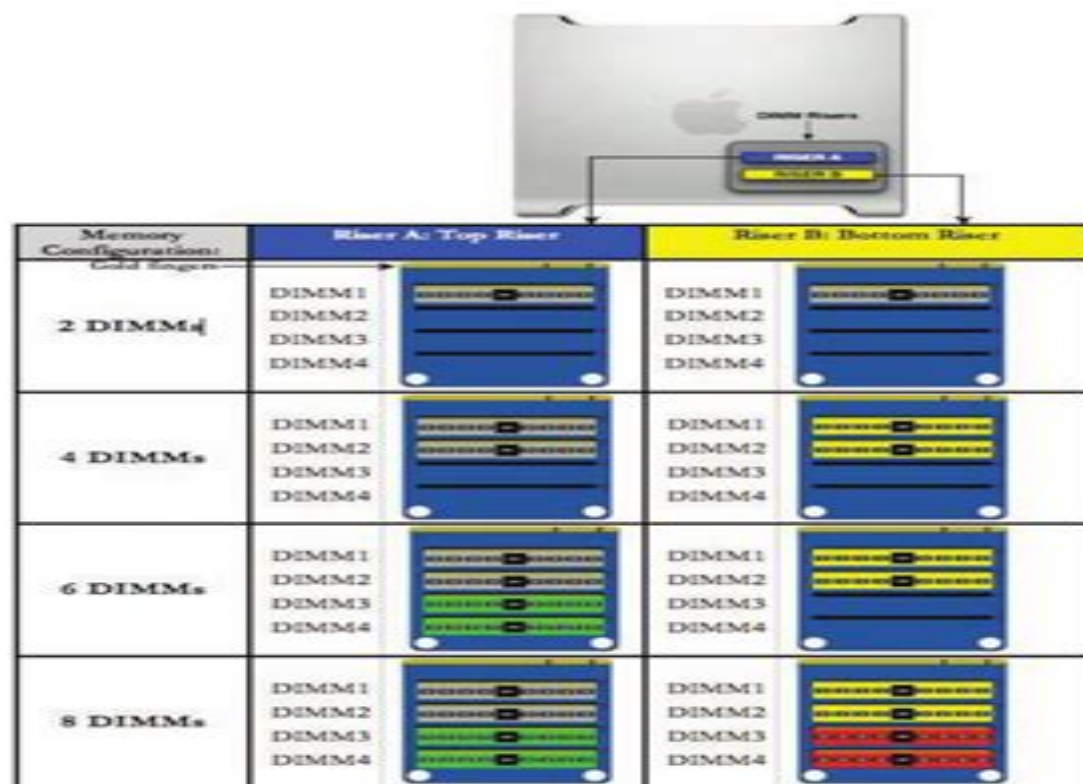 DIMM Risers
RISER A
RISER B
Memory
Configuration:
Riser A: Top Riser
Riser B: Bottom Riser
Gold fingers
2 DIMMs
DIMM1
DIMM2
DIMM3
DIMM4
DIMM1
DIMM2
DIMM3
DIMM4
4 DIMMs
DIMM1
DIMM2
DIMM3
DIMM4
DIMM1
DIMM2
DIMM3
DIMM4
6 DIMMs
DIMM1
DIMM2
DIMM3
DIMM4
DIMM1
DIMM2
DIMM3
DIMM4
8 DIMMs
DIMM1
DIMM2
DIMM3
DIMM4
DIMM1
DIMM2
DIMM3
DIMM4